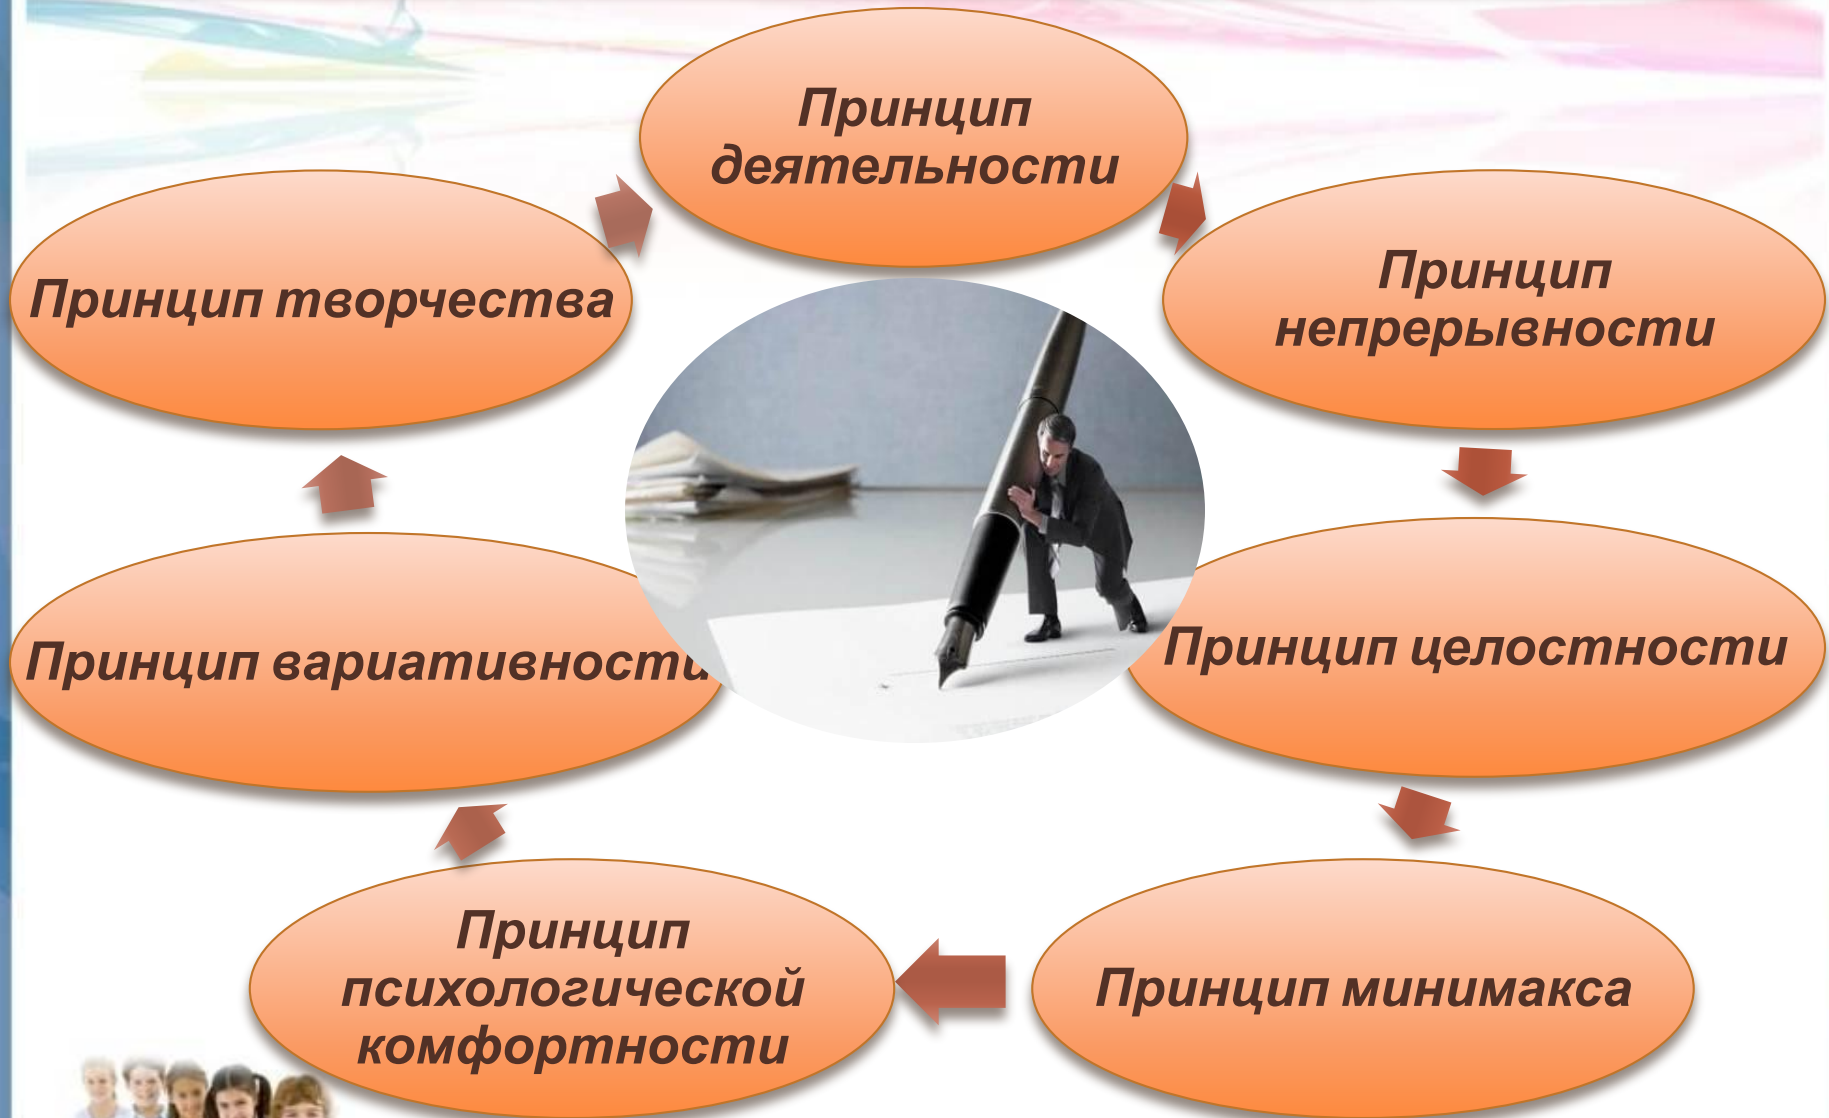 Принцип
деятельности
Принцип
непрерывности
Принцип целостности
Принцип минимакса
Принцип
психологической
комфортности
Принцип вариативности
Принцип творчества